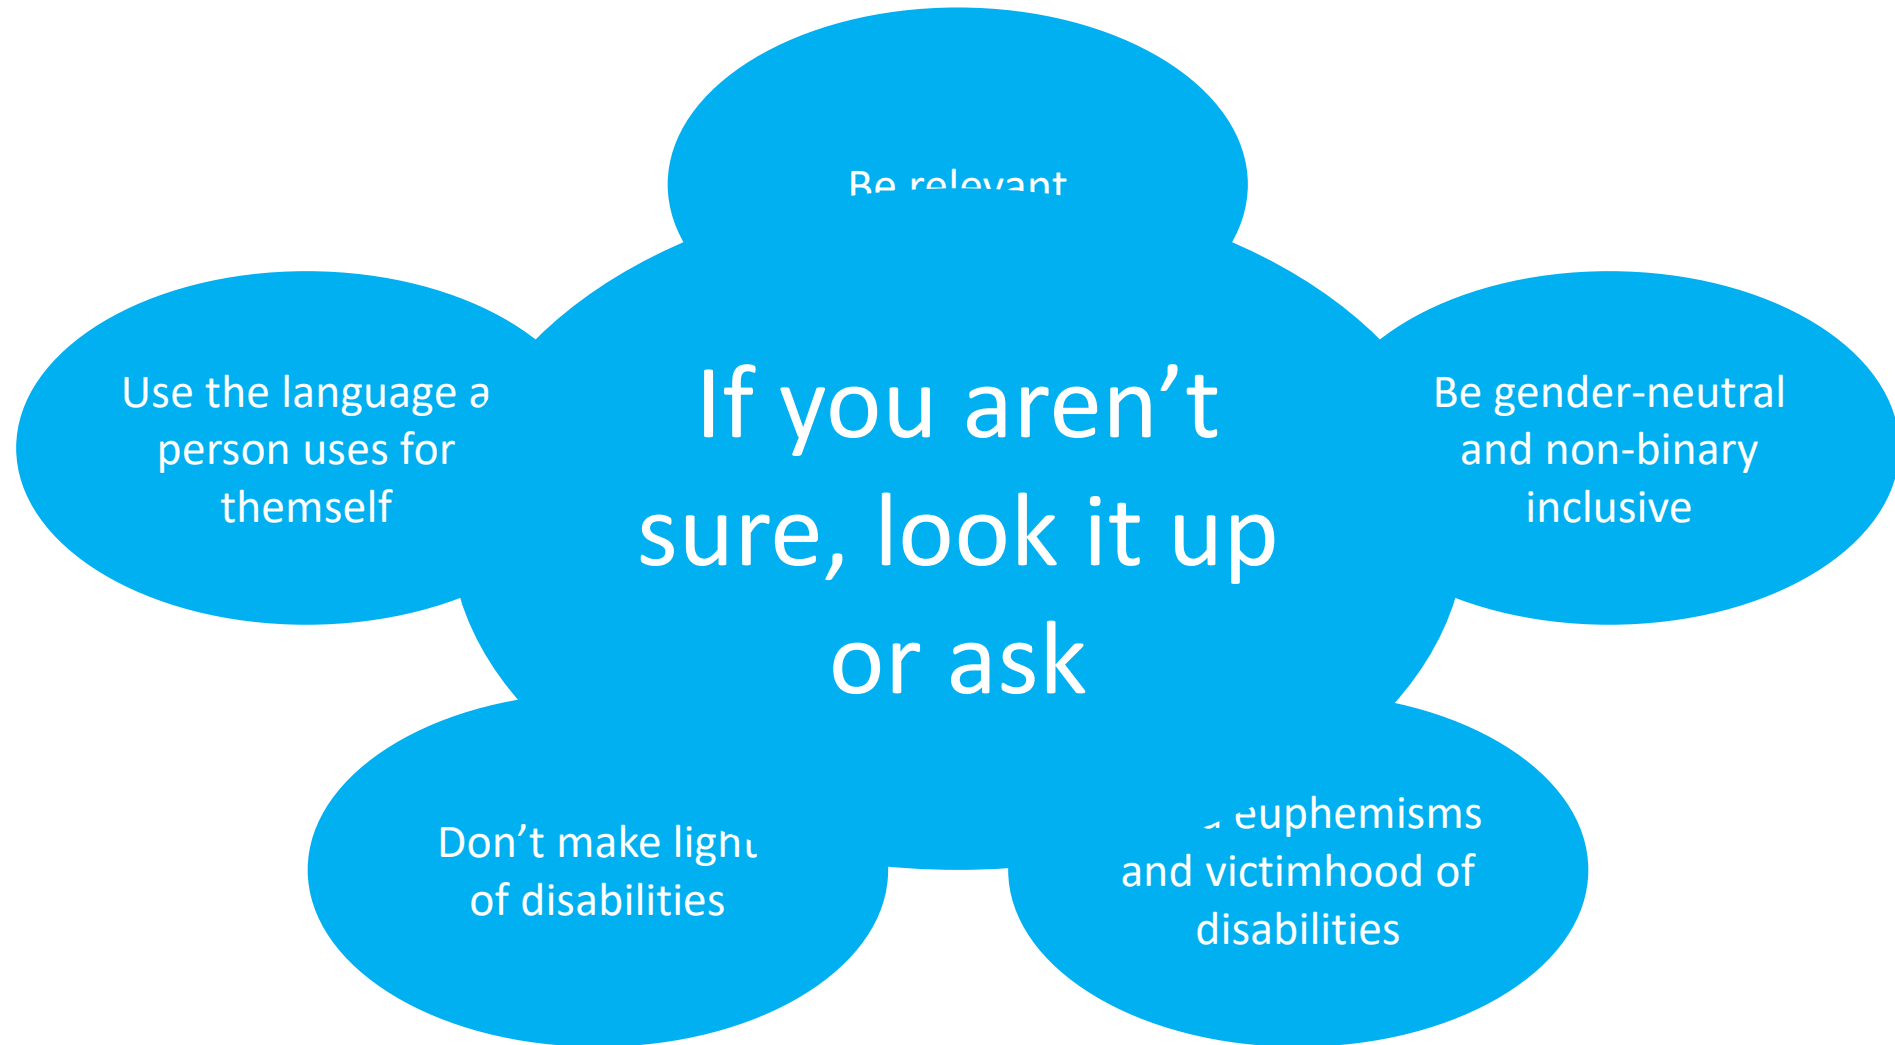 Be relevant
Use the language a
person uses for
themself
If you aren’t
sure, look it up
or ask
Be gender-neutral
and non-binary
inclusive
Don’t make light
of disabilities
euphemisms
and victimhood of
disabilities